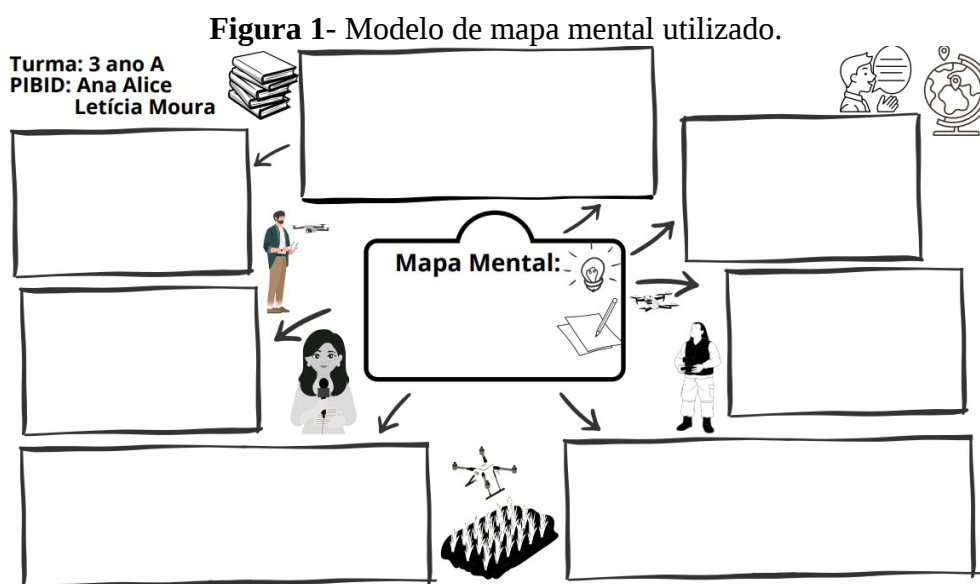 Figura 1- Modelo de mapa mental utilizado.
Turma: 3 ano A
PIBID: Ana Alice
Letícia Moura
Mapa Mental: